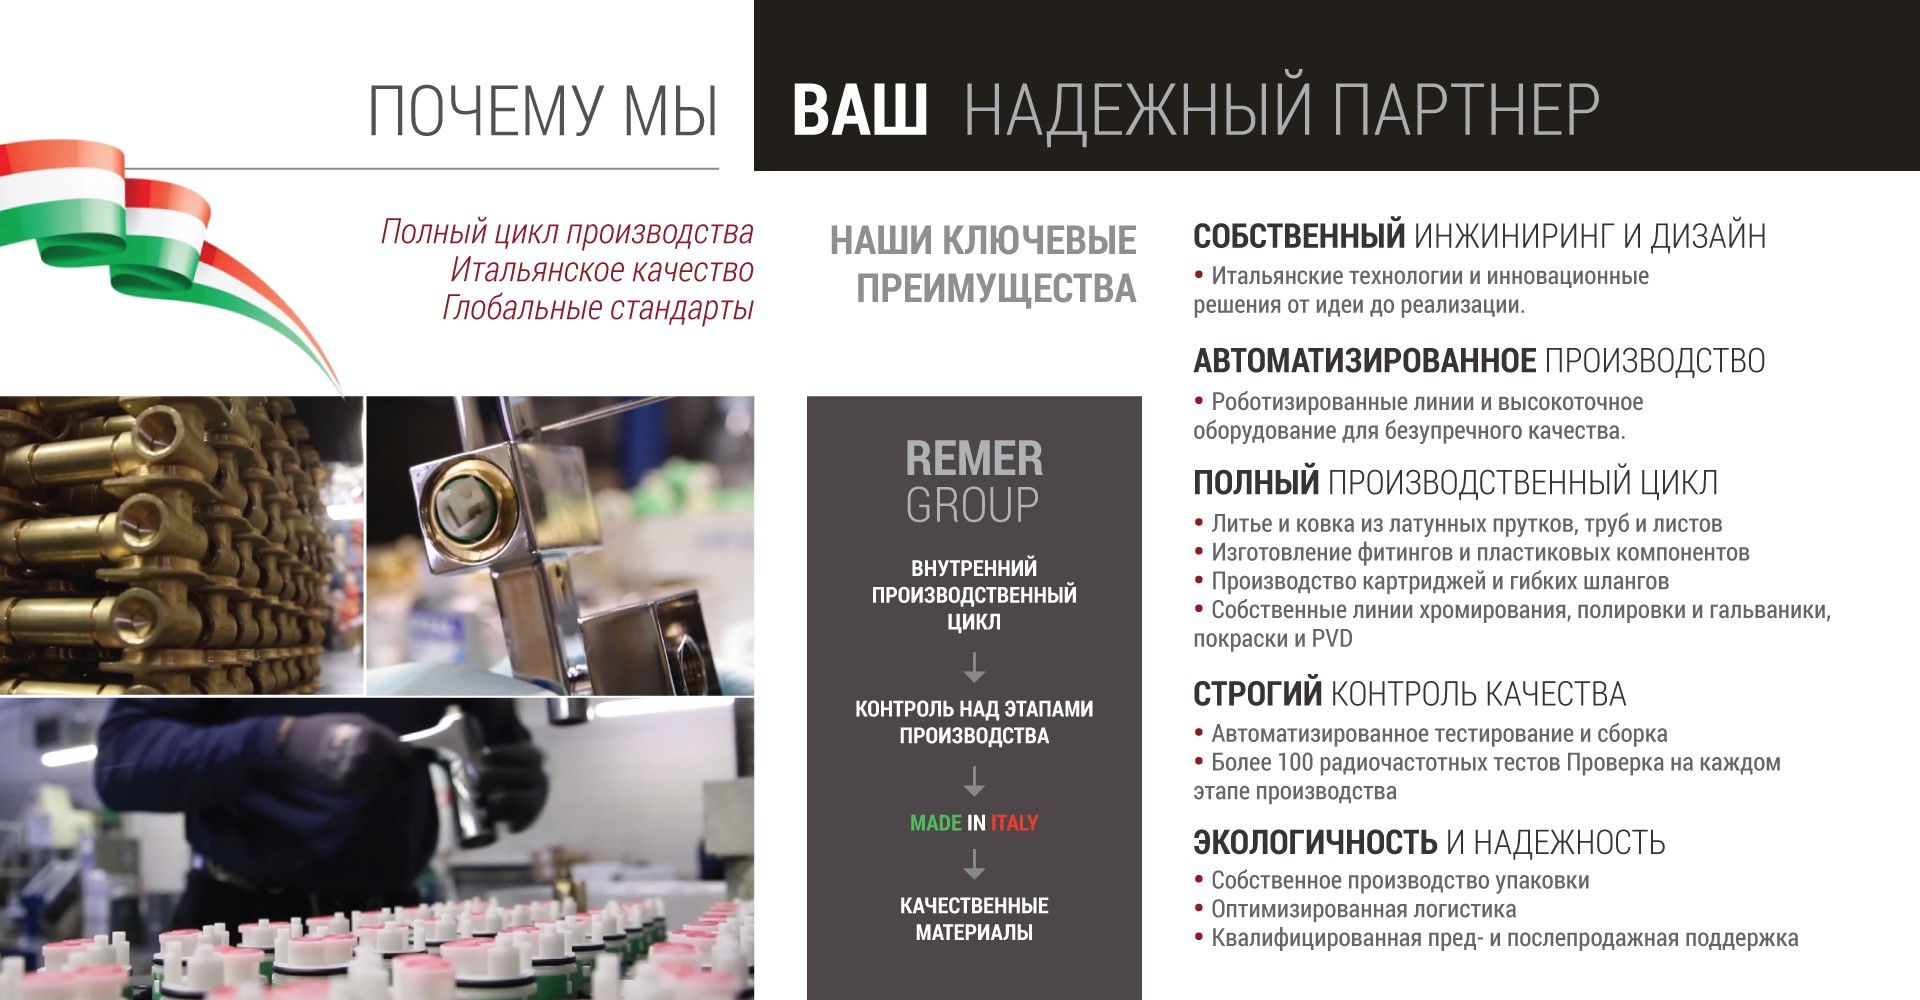 ПОЧЕМУ МЫ ВАШ НАДЕЖНЫЙ ПАРТНЕР
Полный цикл производства
Итальянское качество
Глобальные стандарты
НАШИ КЛЮЧЕВЫЕ
ПРЕИМУЩЕСТВА
REMER
GROUP
ВНУТРЕННИЙ
ПРОИЗВОДСТВЕННЫЙ
ЦИКЛ
КОНТРОЛЬ НАД ЭТАПАМИ
ПРОИЗВОДСТВА
MADE IN ITALY
КАЧЕСТВЕННЫЕ
МАТЕРИАЛЫ
СОБСТВЕННЫЙ ИНЖИНИРИНГ И ДИЗАЙН
• Итальянские технологии и инновационные
решения от идеи до реализации.
АВТОМАТИЗИРОВАННОЕ ПРОИЗВОДСТВО
• Роботизированные линии и высокоточное
оборудование для безупречного качества.
ПОЛНЫЙ ПРОИЗВОДСТВЕННЫЙ ЦИКЛ
• Литье и ковка из латунных прутков, труб и листов
• Изготовление фитингов и пластиковых компонентов
• Производство картриджей и гибких шлангов
• Собственные линии хромирования, полировки и гальваники,
покраски и PVD
СТРОГИЙ КОНТРОЛЬ КАЧЕСТВА
• Автоматизированное тестирование и сборка
• Более 100 радиочастотных тестов Проверка на каждом
этапе производства
ЭКОЛОГИЧНОСТЬ И НАДЕЖНОСТЬ
• Собственное производство упаковки
• Оптимизированная логистика
• Квалифицированная пред- и послепродажная поддержка